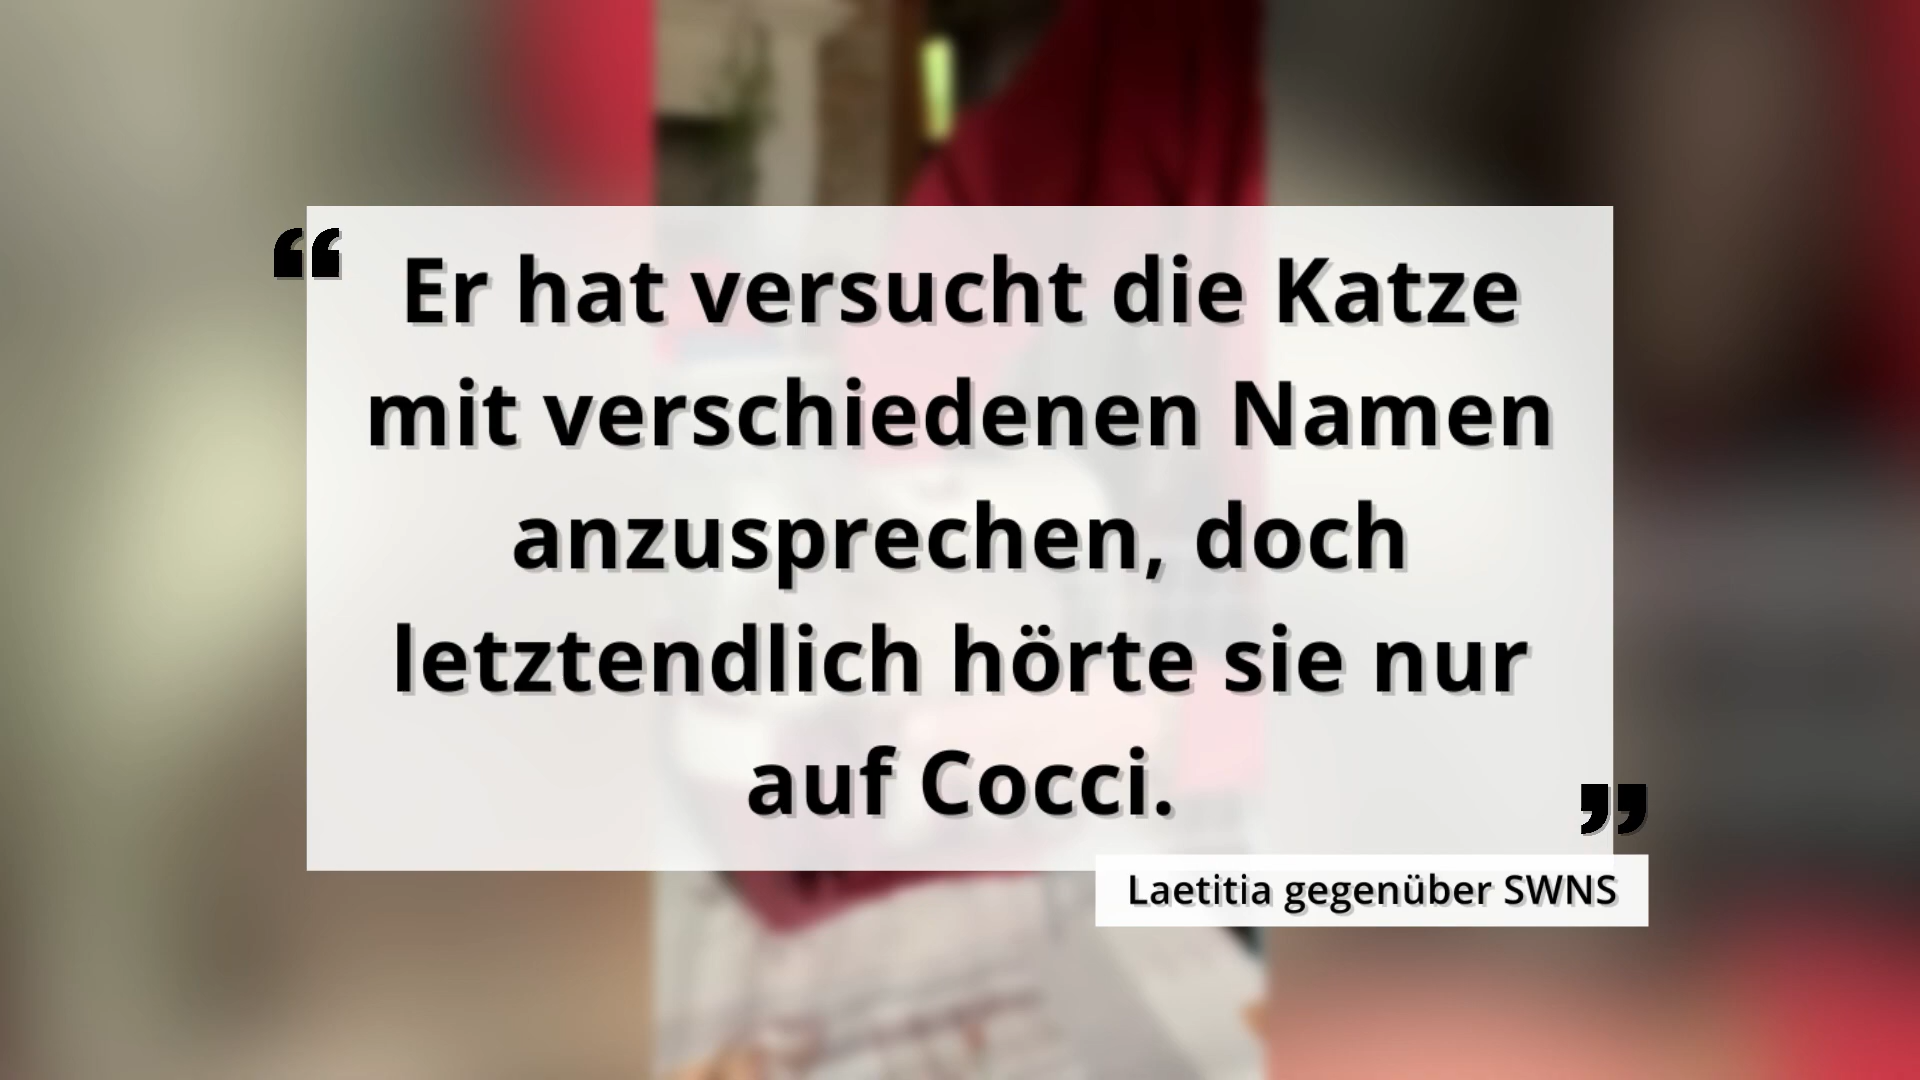 “ Er hat versucht die Katze
mit verschiedenen Namen
anzusprechen, doch
letztendlich hörte sie nur
auf Cocci. ”
Laetitia gegenüber SWNS